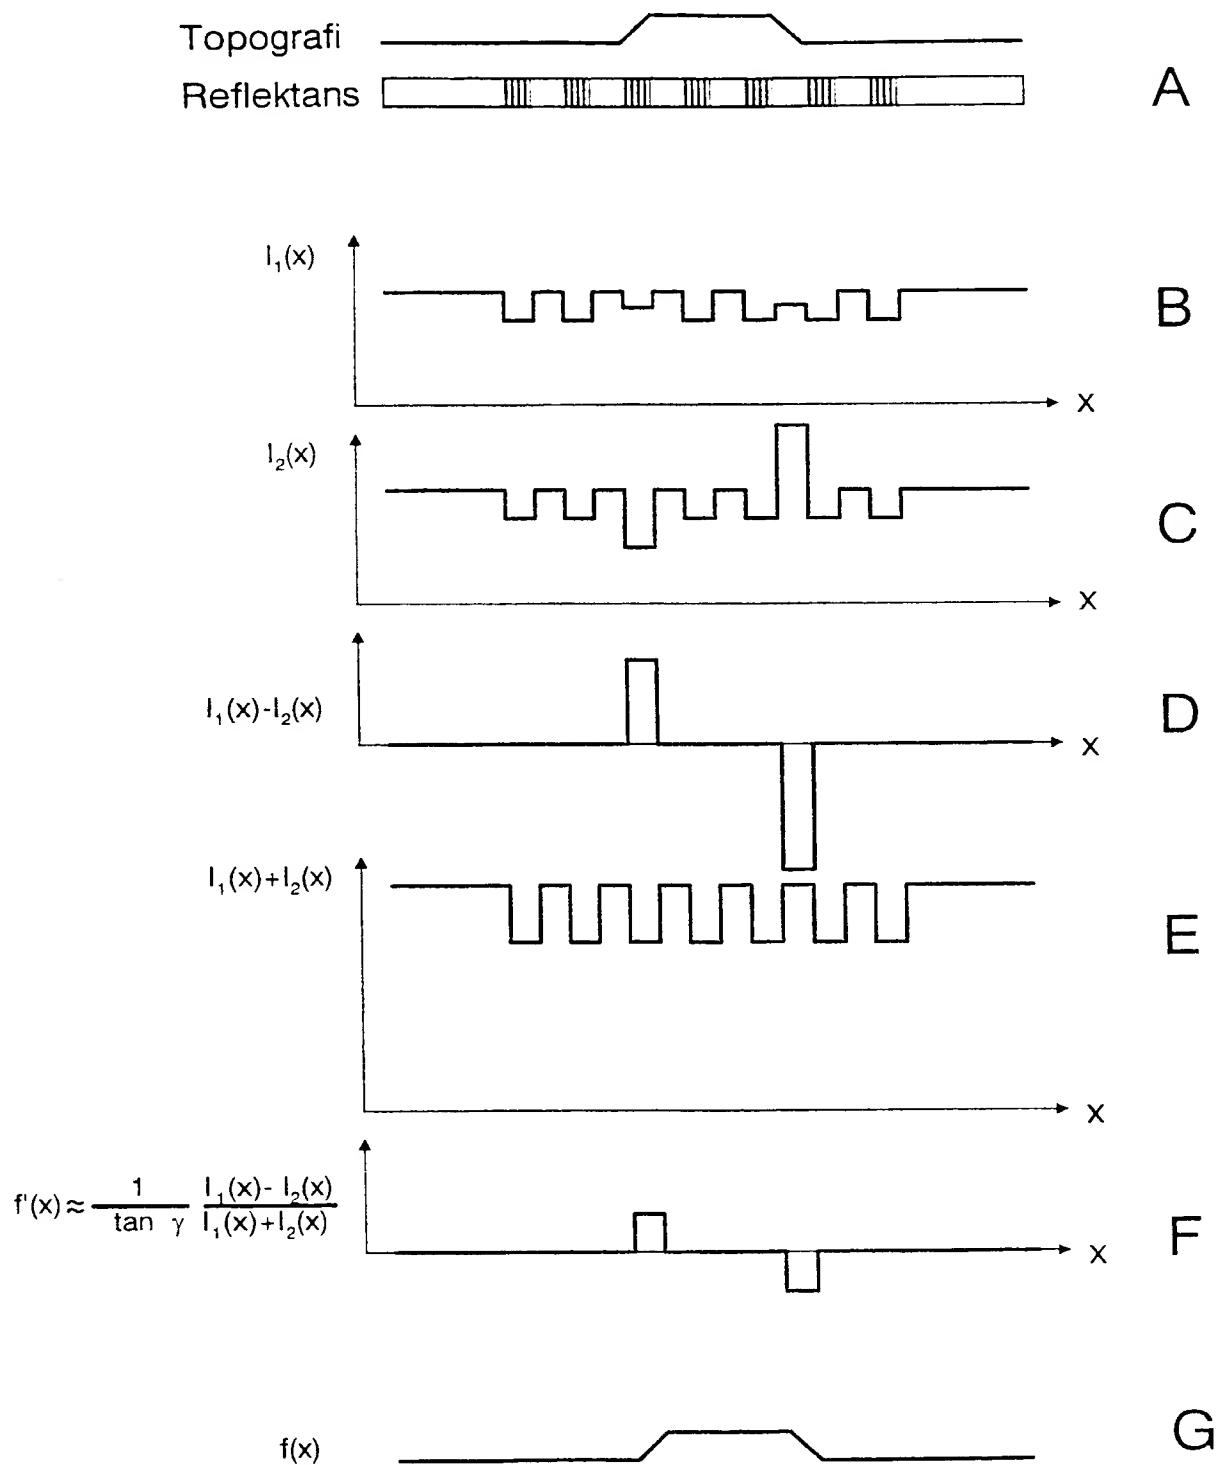 Topografi
Reflektans
A
I₁(x)
B
x
I₂(x)
C
x
I₁(x)-I₂(x)
D
x
I₁(x)+I₂(x)
E
x
f'(x)≈ 1/tan γ I₁(x)-I₂(x)/I₁(x)+I₂(x)
F
x
f(x)
G